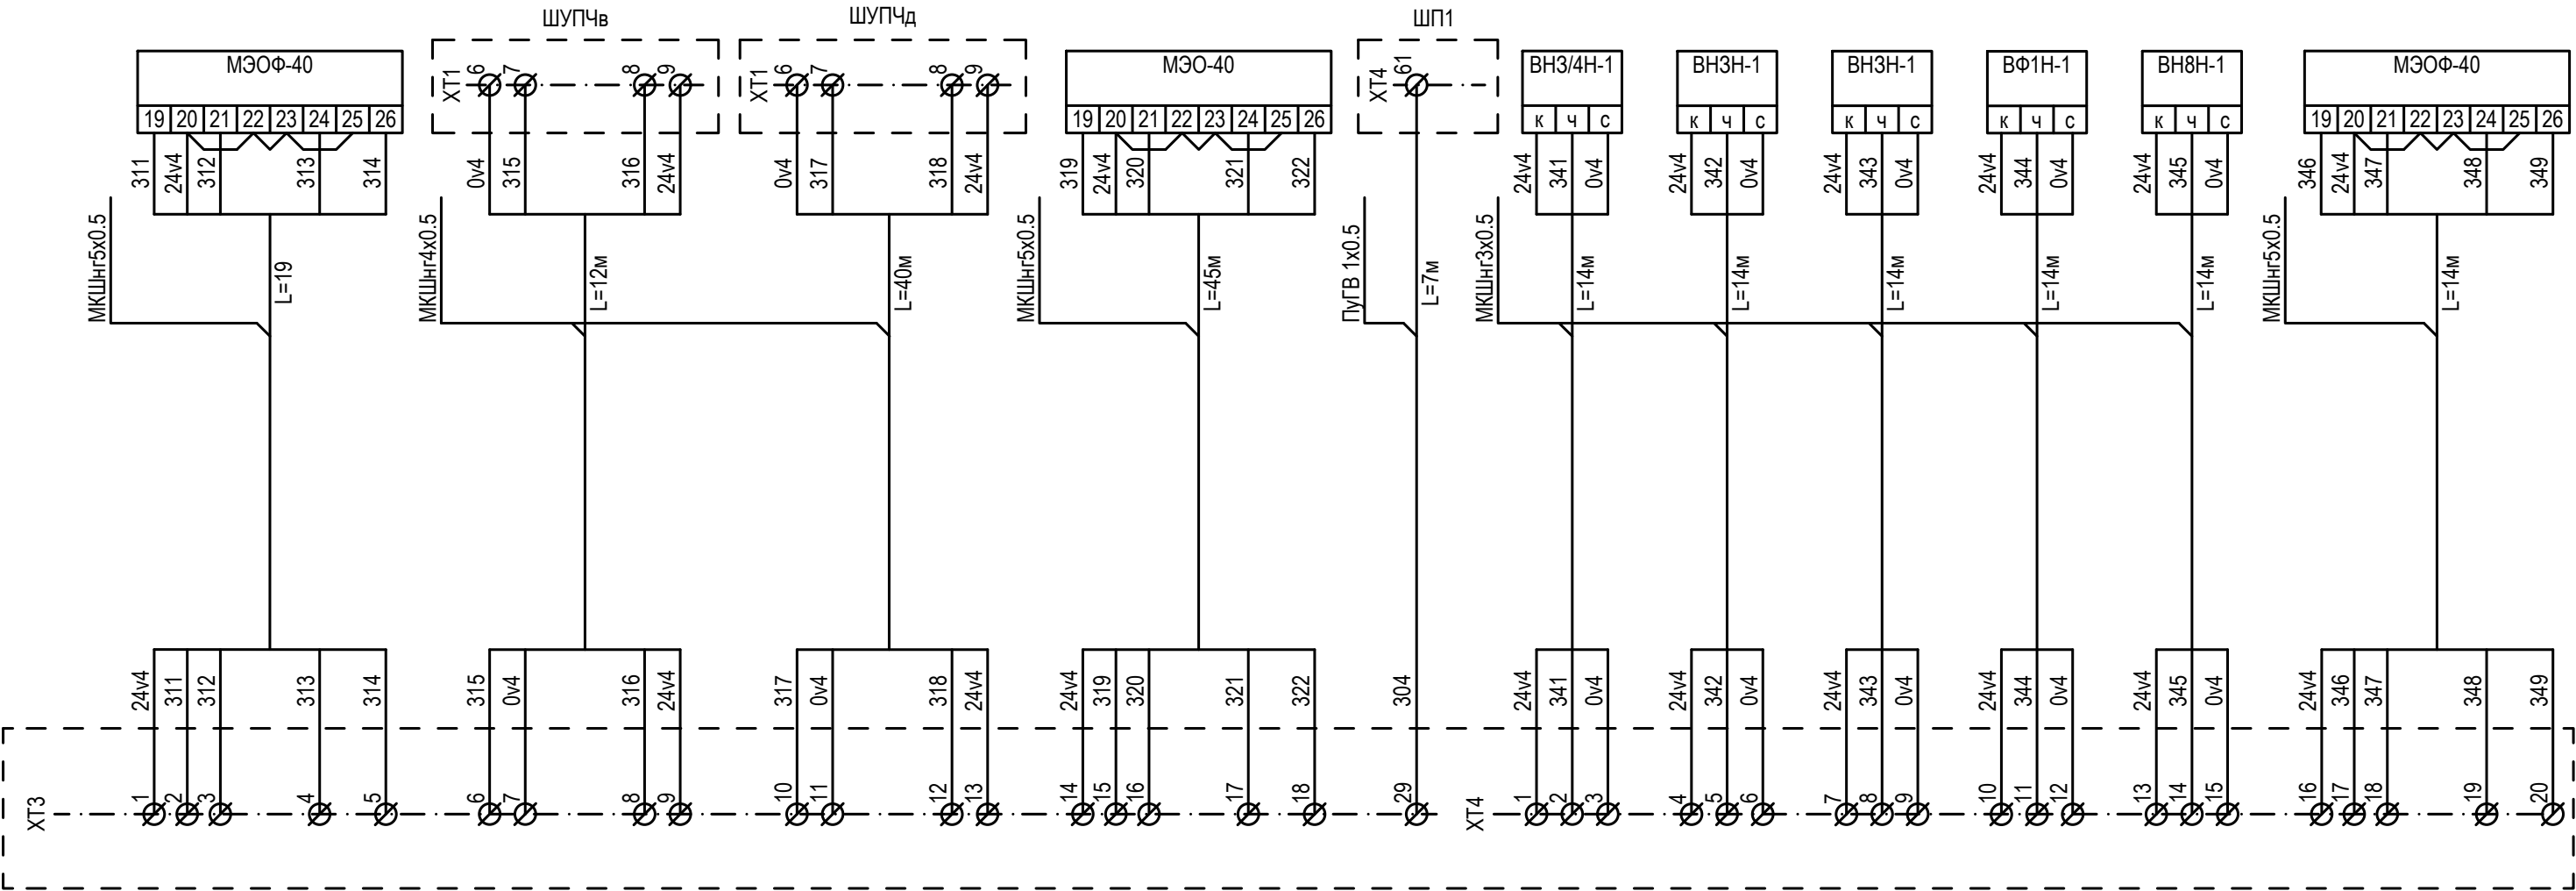 ШУПЧв ШУПЧд ШП1
МЭОФ-40 МЭО-40 ВН3/4Н-1 ВН3Н-1 ВН3Н-1 ВФ1Н-1 ВН8Н-1 МЭОФ-40
ХТ1 6 7 8 9 ХТ1 6 7 8 9 ХТ4 61
19 20 21 22 23 24 25 26 19 20 21 22 23 24 25 26 к ч с к ч с к ч с к ч с к ч с 19 20 21 22 23 24 25 26
311 24v4 312 313 314 0v4 315 316 24v4 0v4 317 318 24v4 319 24v4 320 321 322 24v4 341 0v4 24v4 342 0v4 24v4 343 0v4 24v4 344 0v4 24v4 345 0v4 346 24v4 347 348 349
МКШнг5х0.5 L=19 МКШнг4х0.5 L=12м L=40м МКШнг5х0.5 L=45м ПуГВ 1х0.5 L=7м МКШнг3х0.5 L=14м L=14м L=14м L=14м L=14м МКШнг5х0.5 L=14м
24v4 311 312 313 314 315 0v4 316 24v4 317 0v4 318 24v4 24v4 319 320 321 322 304 24v4 341 0v4 24v4 342 0v4 24v4 343 0v4 24v4 344 0v4 24v4 345 0v4 24v4 346 347 348 349
ХТ3 1 2 3 4 5 6 7 8 9 10 11 12 13 14 15 16 17 18 29 ХТ4 1 2 3 4 5 6 7 8 9 10 11 12 13 14 15 16 17 18 19 20